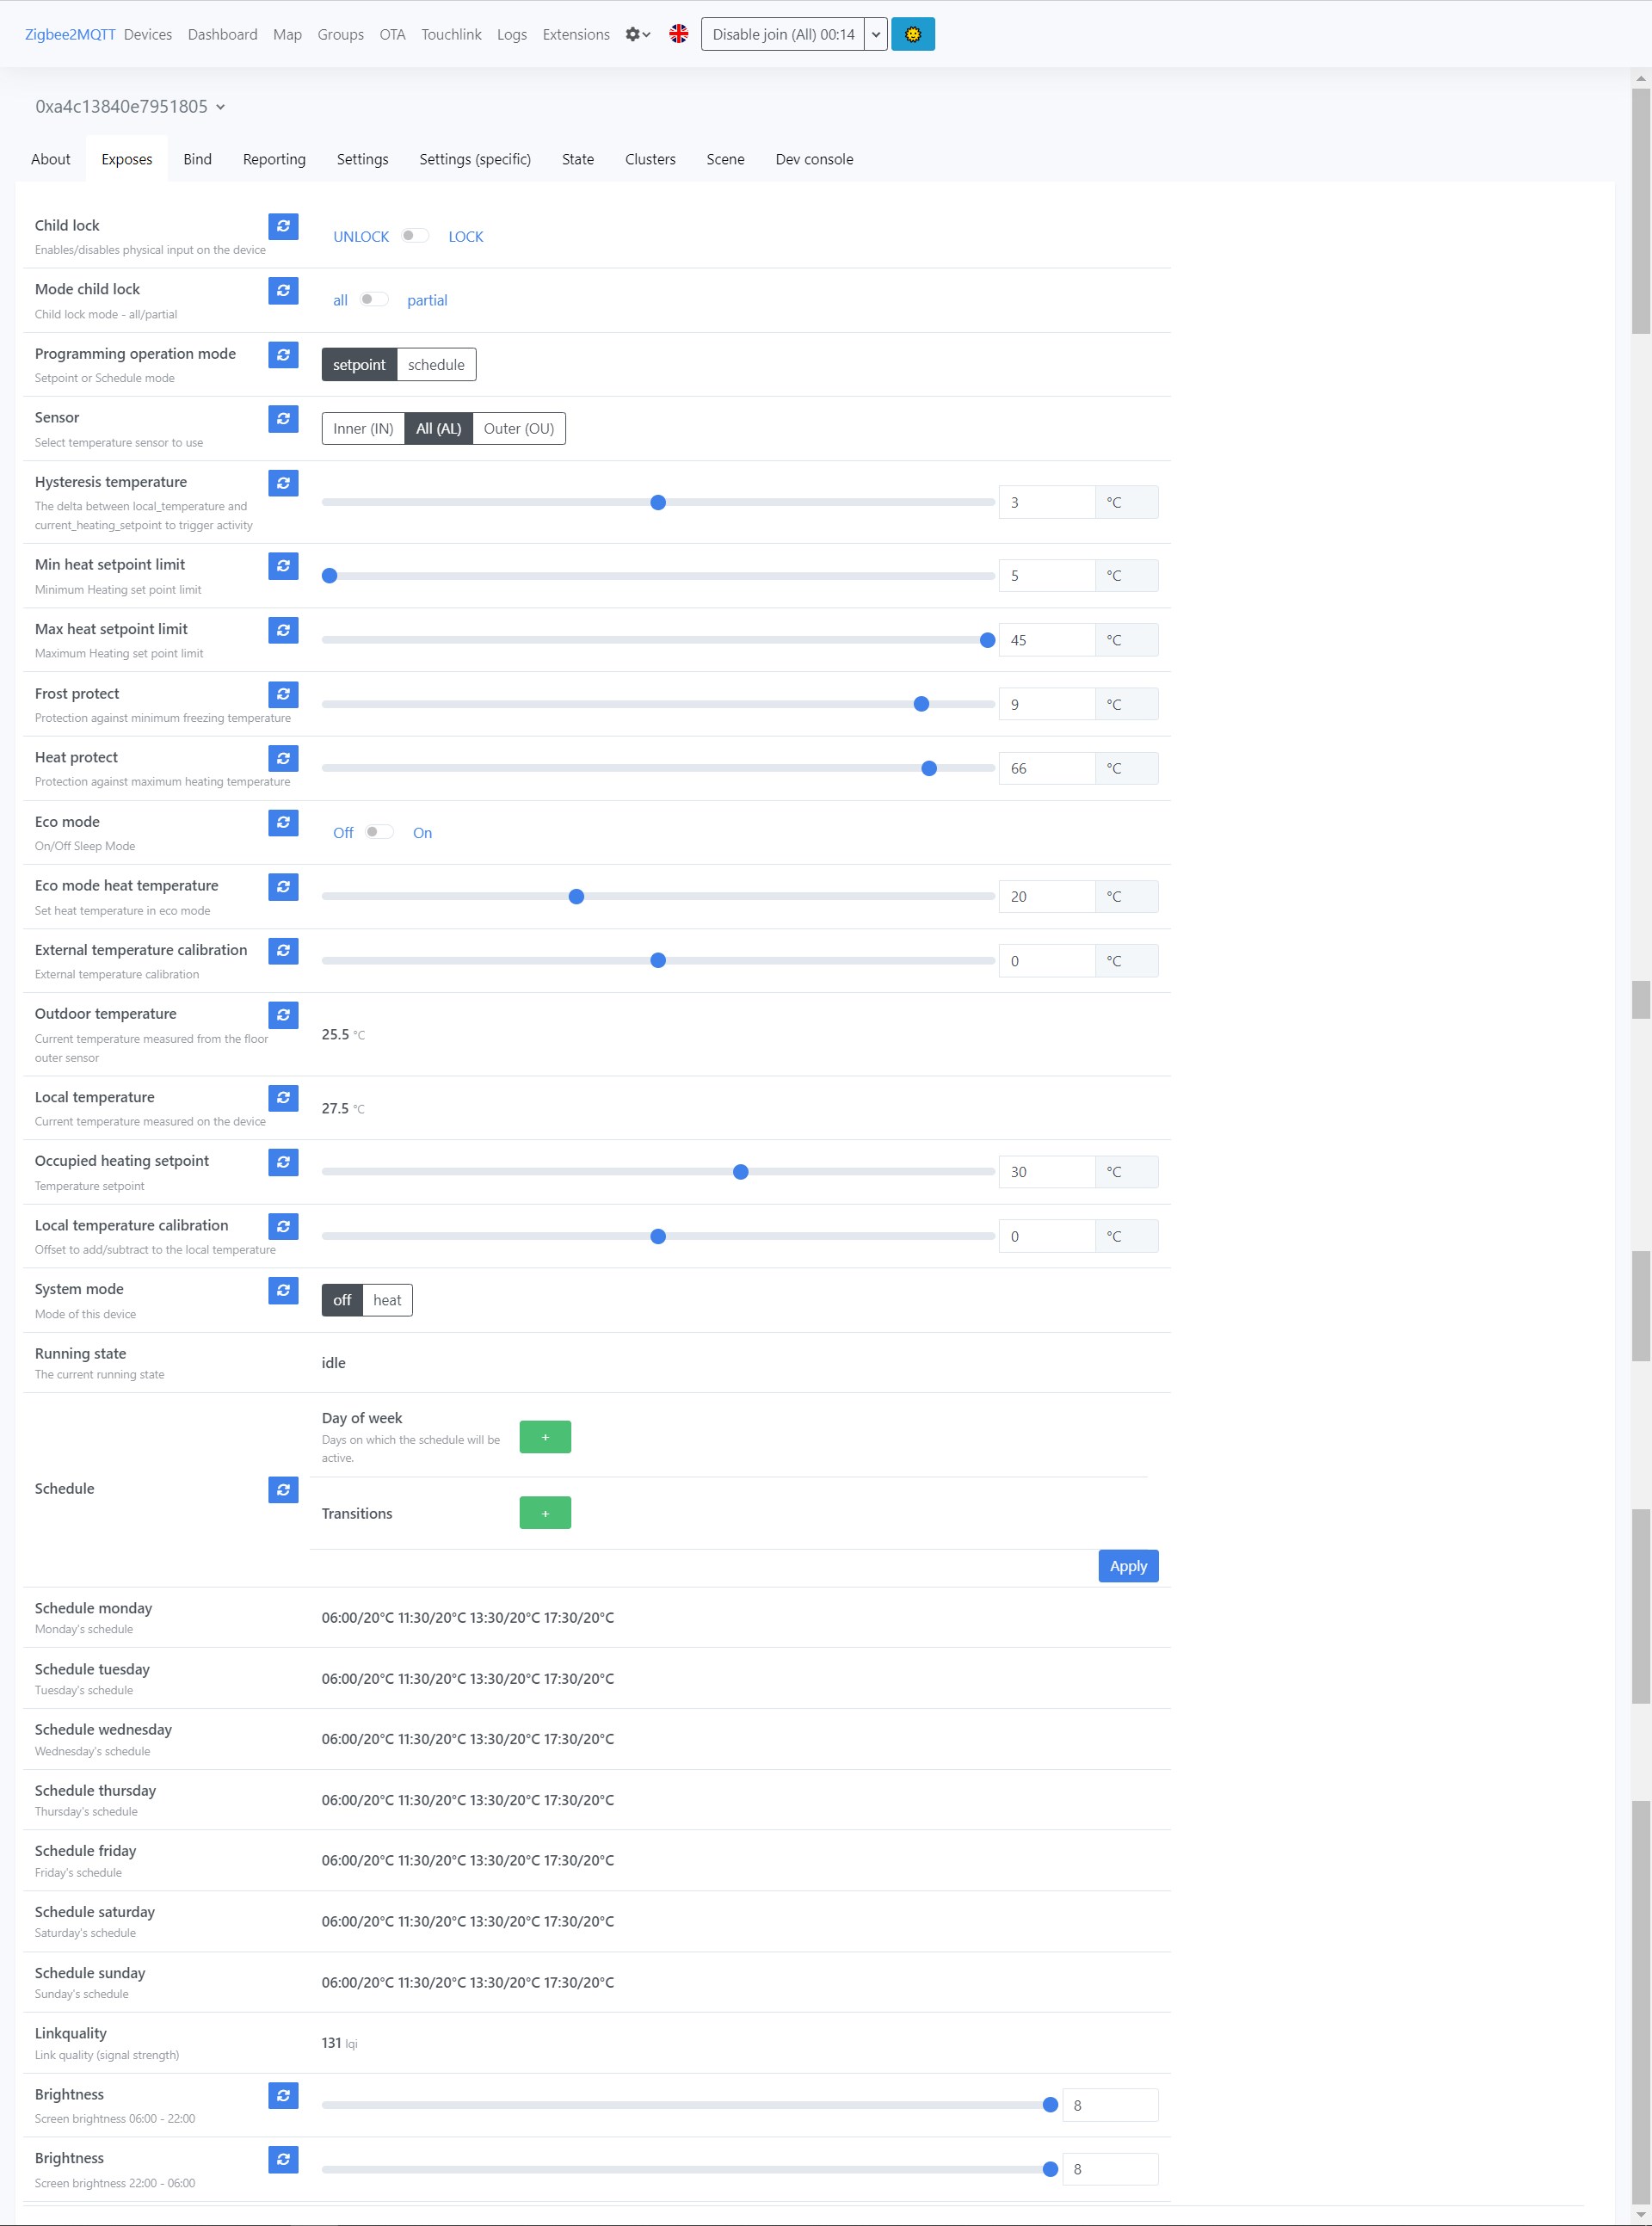 Zigbee2MQTT Devices Dashboard Map Groups OTA Touchlink Logs Extensions Disable join (All) 00:14
0xa4c13840e7951805
About Exposes Bind Reporting Settings Settings (specific) State Clusters Scene Dev console
Child lock
Enables/disables physical input on the device
UNLOCK LOCK
Mode child lock
Child lock mode - all/partial
all partial
Programming operation mode
Setpoint or Schedule mode
setpoint schedule
Sensor
Select temperature sensor to use
Inner (IN) All (AL) Outer (OU)
Hysteresis temperature
The delta between local_temperature and
current_heating_setpoint to trigger activity
3 °C
Min heat setpoint limit
Minimum Heating set point limit
5 °C
Max heat setpoint limit
Maximum Heating set point limit
45 °C
Frost protect
Protection against minimum freezing temperature
9 °C
Heat protect
Protection against maximum heating temperature
66 °C
Eco mode
On/Off Sleep Mode
Off On
Eco mode heat temperature
Set heat temperature in eco mode
20 °C
External temperature calibration
External temperature calibration
0 °C
Outdoor temperature
Current temperature measured from the floor
outer sensor
25.5 °C
Local temperature
Current temperature measured on the device
27.5 °C
Occupied heating setpoint
Temperature setpoint
30 °C
Local temperature calibration
Offset to add/subtract to the local temperature
0 °C
System mode
Mode of this device
off heat
Running state
The current running state
idle
Schedule
Day of week
Days on which the schedule will be
active.
+
Transitions
+
Apply
Schedule monday
Monday's schedule
06:00/20°C 11:30/20°C 13:30/20°C 17:30/20°C
Schedule tuesday
Tuesday's schedule
06:00/20°C 11:30/20°C 13:30/20°C 17:30/20°C
Schedule wednesday
Wednesday's schedule
06:00/20°C 11:30/20°C 13:30/20°C 17:30/20°C
Schedule thursday
Thursday's schedule
06:00/20°C 11:30/20°C 13:30/20°C 17:30/20°C
Schedule friday
Friday's schedule
06:00/20°C 11:30/20°C 13:30/20°C 17:30/20°C
Schedule saturday
Saturday's schedule
06:00/20°C 11:30/20°C 13:30/20°C 17:30/20°C
Schedule sunday
Sunday's schedule
06:00/20°C 11:30/20°C 13:30/20°C 17:30/20°C
Linkquality
Link quality (signal strength)
131 lqi
Brightness
Screen brightness 06:00 - 22:00
8
Brightness
Screen brightness 22:00 - 06:00
8